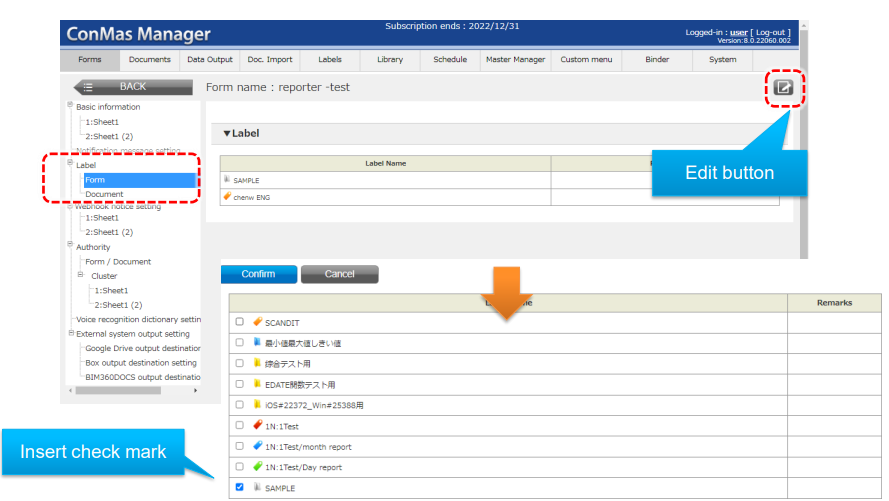 ConMas Manager
Subscription ends : 2022/12/31
Logged-in : user [ Log-out ]
Version:8.0.22060.002
Forms Documents Data Output Doc. Import Labels Library Schedule Master Manager Custom menu Binder System
BACK
Form name : reporter -test
Basic information
1:Sheet1
2:Sheet1 (2)
Notification message setting
Label
Form
Document
Webhook notice setting
1:Sheet1
2:Sheet1 (2)
Authority
Form / Document
Cluster
1:Sheet1
2:Sheet1 (2)
Voice recognition dictionary settin
External system output setting
Google Drive output destination
Box output destination setting
BIM360DOCS output destinatio
▼Label
Label Name
SAMPLE
chenw ENG
Edit button
Confirm Cancel
Remarks
SCANDIT
最小値最大値しきい値
綜合テスト用
EDATE関数テスト用
iOS#22372_Win#25388用
1N:1Test
1N:1Test/month report
1N:1Test/Day report
SAMPLE
Insert check mark